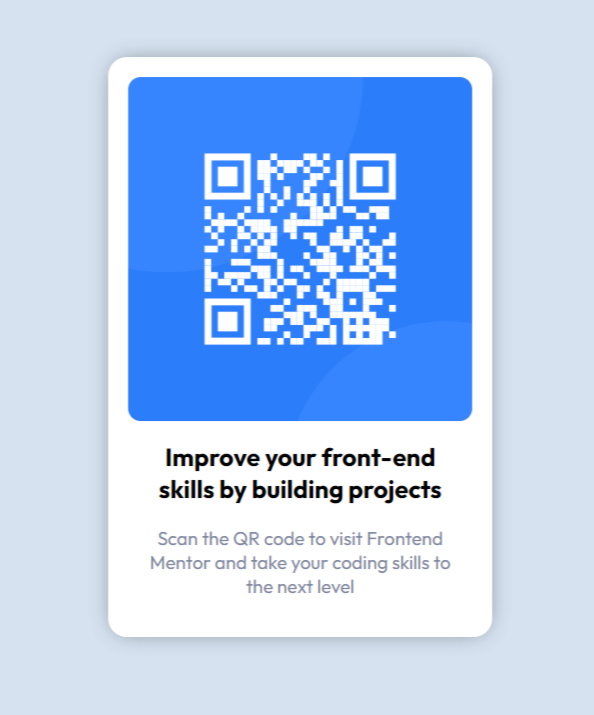 Improve your front-end
skills by building projects
Scan the QR code to visit Frontend
Mentor and take your coding skills to
the next level